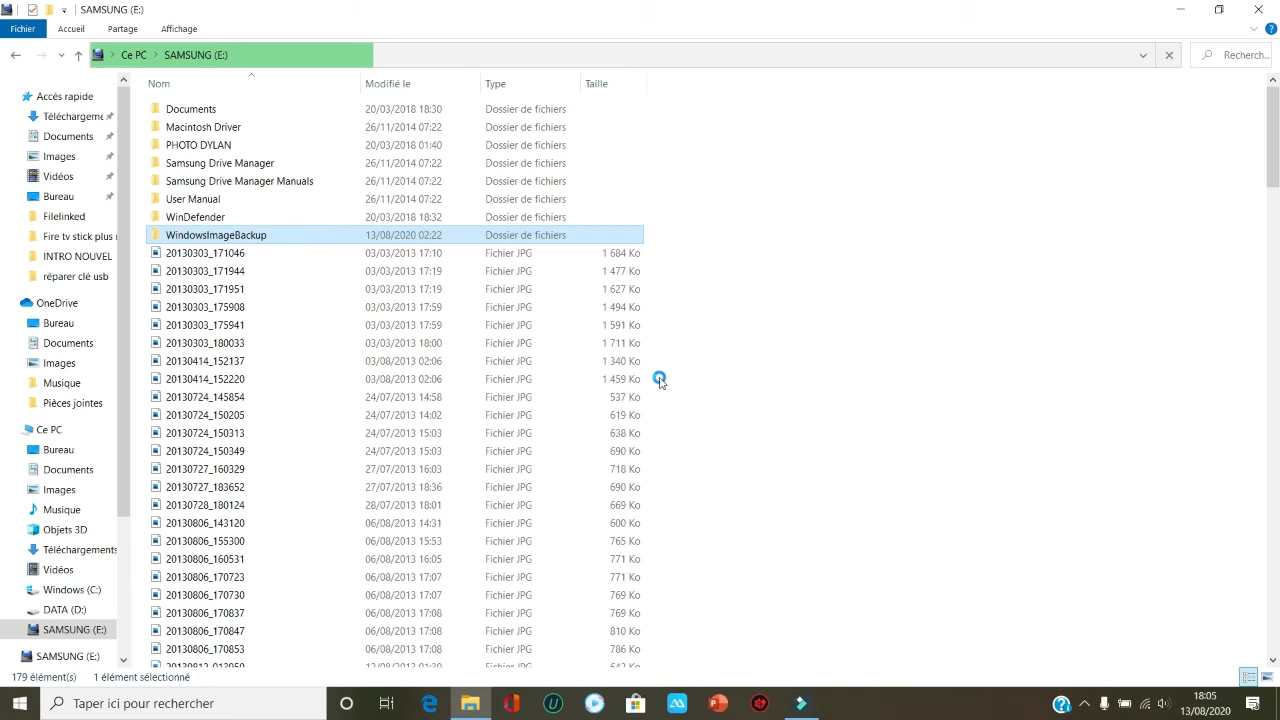 SAMSUNG (E:)
Fichier Accueil Partage Affichage
Ce PC SAMSUNG (E:) Recherch...
Nom Modifié le Type Taille
Documents 20/03/2018 18:30 Dossier de fichiers
Macintosh Driver 26/11/2014 07:22 Dossier de fichiers
PHOTO DYLAN 20/03/2018 01:40 Dossier de fichiers
Samsung Drive Manager 26/11/2014 07:22 Dossier de fichiers
Samsung Drive Manager Manuals 26/11/2014 07:22 Dossier de fichiers
User Manual 26/11/2014 07:22 Dossier de fichiers
WinDefender 20/03/2018 18:32 Dossier de fichiers
WindowsImageBackup 13/08/2020 02:22 Dossier de fichiers
20130303_171046 03/03/2013 17:10 Fichier JPG 1 684 Ko
20130303_171944 03/03/2013 17:19 Fichier JPG 1 477 Ko
20130303_171951 03/03/2013 17:19 Fichier JPG 1 627 Ko
20130303_175908 03/03/2013 17:59 Fichier JPG 1 494 Ko
20130303_175941 03/03/2013 17:59 Fichier JPG 1 591 Ko
20130303_180033 03/03/2013 18:00 Fichier JPG 1 711 Ko
20130414_152137 03/08/2013 02:06 Fichier JPG 1 340 Ko
20130414_152220 03/08/2013 02:06 Fichier JPG 1 459 Ko
20130724_145854 24/07/2013 14:58 Fichier JPG 537 Ko
20130724_150205 24/07/2013 14:02 Fichier JPG 619 Ko
20130724_150313 24/07/2013 15:03 Fichier JPG 638 Ko
20130724_150349 24/07/2013 15:03 Fichier JPG 690 Ko
20130727_160329 27/07/2013 16:03 Fichier JPG 718 Ko
20130727_183652 27/07/2013 18:36 Fichier JPG 690 Ko
20130728_180124 28/07/2013 18:01 Fichier JPG 669 Ko
20130806_143120 06/08/2013 14:31 Fichier JPG 600 Ko
20130806_155300 06/08/2013 15:53 Fichier JPG 765 Ko
20130806_160531 06/08/2013 16:05 Fichier JPG 771 Ko
20130806_170723 06/08/2013 17:07 Fichier JPG 771 Ko
20130806_170730 06/08/2013 17:07 Fichier JPG 769 Ko
20130806_170837 06/08/2013 17:08 Fichier JPG 769 Ko
20130806_170847 06/08/2013 17:08 Fichier JPG 810 Ko
20130806_170853 06/08/2013 17:08 Fichier JPG 786 Ko
Accès rapide
Téléchargeme
Documents
Images
Vidéos
Bureau
Filelinked
Fire tv stick plus
INTRO NOUVEL
réparer clé usb
OneDrive
Bureau
Documents
Images
Musique
Pièces jointes
Ce PC
Bureau
Documents
Images
Musique
Objets 3D
Téléchargements
Vidéos
Windows (C:)
DATA (D:)
SAMSUNG (E:)
SAMSUNG (E:)
179 élément(s) 1 élément sélectionné
Taper ici pour rechercher
18:05
13/08/2020